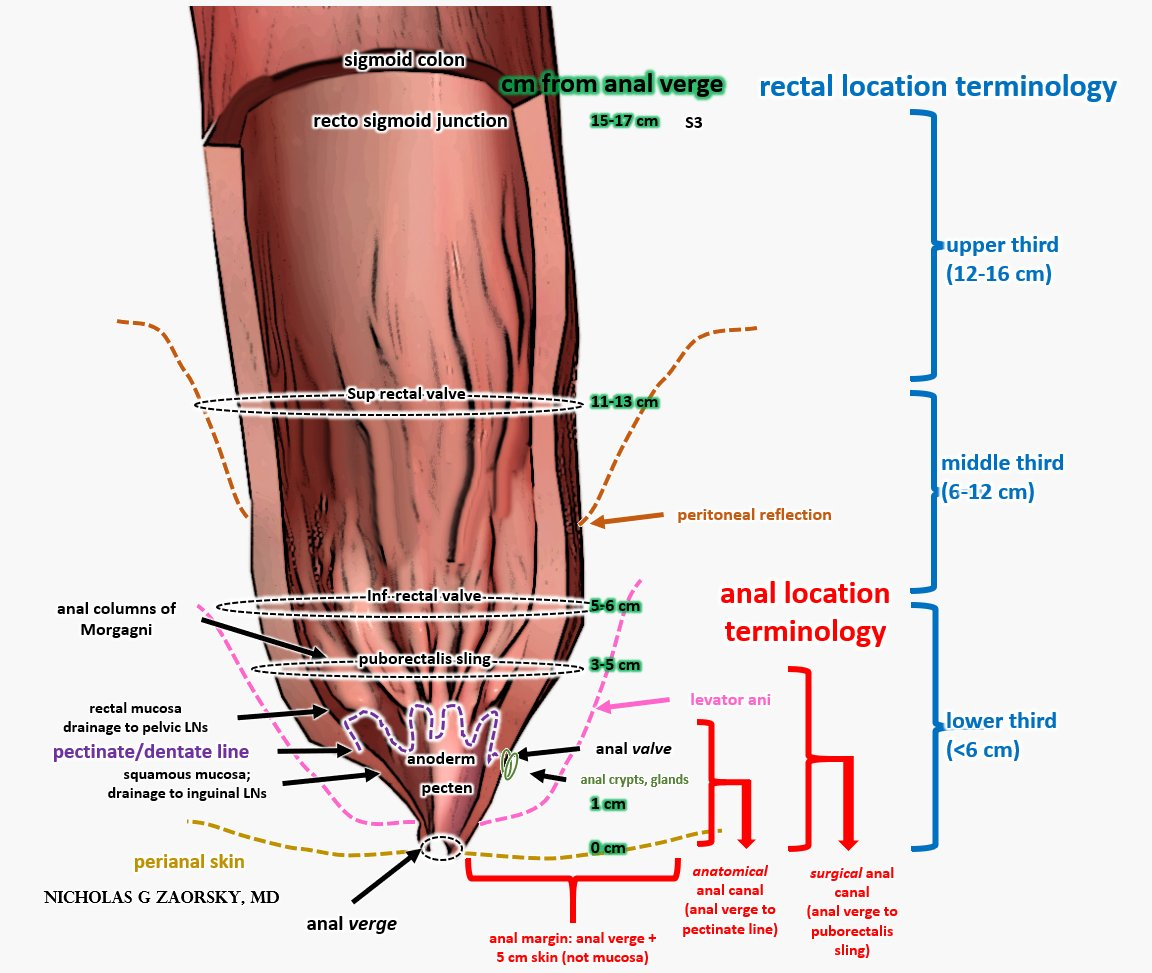 sigmoid colon
cm from anal verge
rectal location terminology
recto sigmoid junction
15-17 cm
S3
upper third
(12-16 cm)
Sup rectal valve
11-13 cm
middle third
(6-12 cm)
peritoneal reflection
Inf rectal valve
5-6 cm
anal location
terminology
anal columns of
Morgagni
puborectalis sling
3-5 cm
levator ani
rectal mucosa
drainage to pelvic LNs
lower third
(<6 cm)
pectinate/dentate line
anoderm
anal valve
squamous mucosa;
drainage to inguinal LNs
pecten
anal crypts, glands
1 cm
0 cm
perianal skin
NICHOLAS G ZAORSKY, MD
anal verge
anatomical
anal canal
(anal verge to
pectinate line)
surgical anal
canal
(anal verge to
puborectalis
sling)
anal margin: anal verge +
5 cm skin (not mucosa)